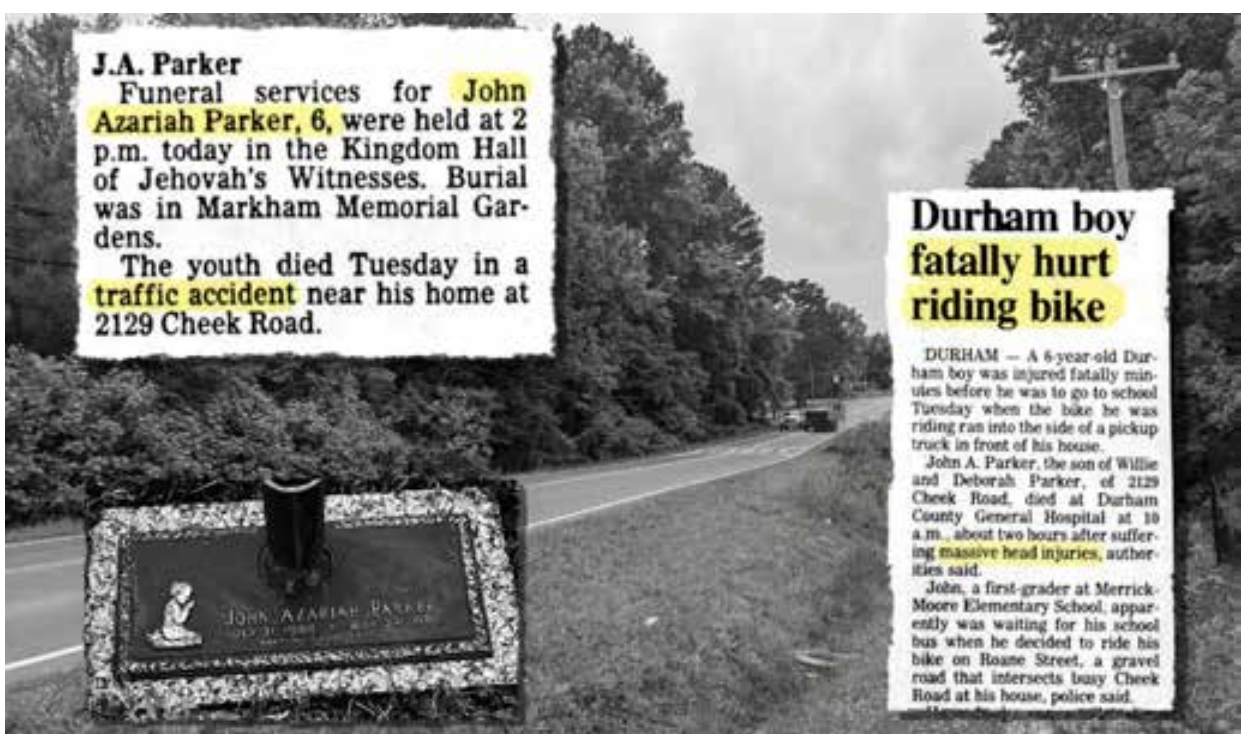 J.A. Parker
Funeral services for John
Azariah Parker, 6, were held at 2
p.m. today in the Kingdom Hall
of Jehovah's Witnesses. Burial
was in Markham Memorial Gar-
dens.
The youth died Tuesday in a
traffic accident near his home at
2129 Cheek Road.
Durham boy
fatally hurt
riding bike
DURHAM — A 6-year-old Dur-
ham boy was injured fatally min-
utes before he was to go to school
Tuesday when the bike he was
riding ran into the side of a pickup
truck in front of his house.
John A. Parker, the son of Willie
and Deborah Parker, of 2129
Cheek Road, died at Durham
County General Hospital at 10
a.m., about two hours after suffer-
ing massive head injuries, author-
ities said.
John, a first-grader at Merrick-
Moore Elementary School, appar-
ently was waiting for his school
bus when he decided to ride his
bike on Roane Street, a gravel
road that intersects busy Cheek
Road at his house, police said.
JOHN AZARIAH PARKER